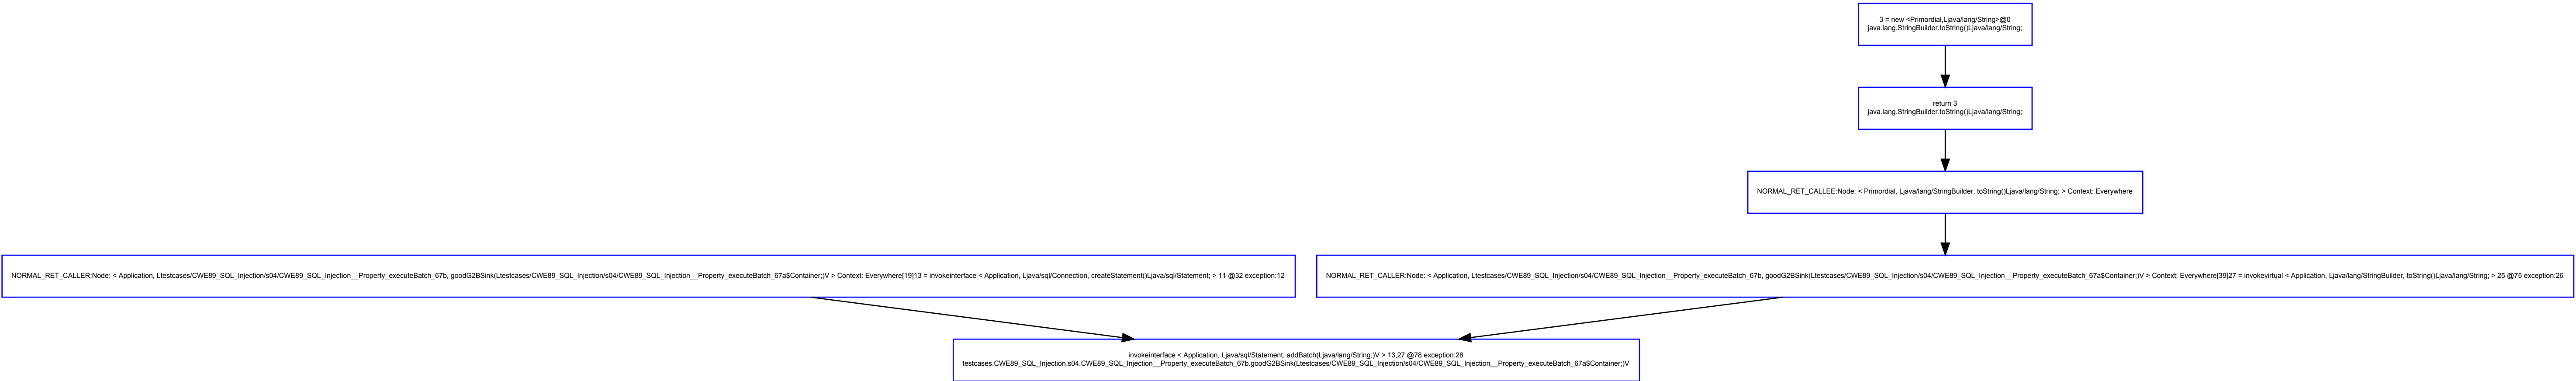 3 = new <Primordial,Ljava/lang/String>@0
java.lang.StringBuilder.toString()Ljava/lang/String;
return 3
java.lang.StringBuilder.toString()Ljava/lang/String;
NORMAL_RET_CALLEE:Node: < Primordial, Ljava/lang/StringBuilder, toString()Ljava/lang/String; > Context: Everywhere
NORMAL_RET_CALLER:Node: < Application, Ltestcases/CWE89_SQL_Injection/s04/CWE89_SQL_Injection__Property_executeBatch_67b, goodG2BSink(Ltestcases/CWE89_SQL_Injection/s04/CWE89_SQL_Injection__Property_executeBatch_67a$Container;)V > Context: Everywhere[19]13 = invokeinterface < Application, Ljava/sql/Connection, createStatement()Ljava/sql/Statement; > 11 @32 exception:12
NORMAL_RET_CALLER:Node: < Application, Ltestcases/CWE89_SQL_Injection/s04/CWE89_SQL_Injection__Property_executeBatch_67b, goodG2BSink(Ltestcases/CWE89_SQL_Injection/s04/CWE89_SQL_Injection__Property_executeBatch_67a$Container;)V > Context: Everywhere[39]27 = invokevirtual < Application, Ljava/lang/StringBuilder, toString()Ljava/lang/String; > 25 @75 exception:26
invokeinterface < Application, Ljava/sql/Statement, addBatch(Ljava/lang/String;)V > 13,27 @78 exception:28
testcases.CWE89_SQL_Injection.s04.CWE89_SQL_Injection__Property_executeBatch_67b.goodG2BSink(Ltestcases/CWE89_SQL_Injection/s04/CWE89_SQL_Injection__Property_executeBatch_67a$Container;)V